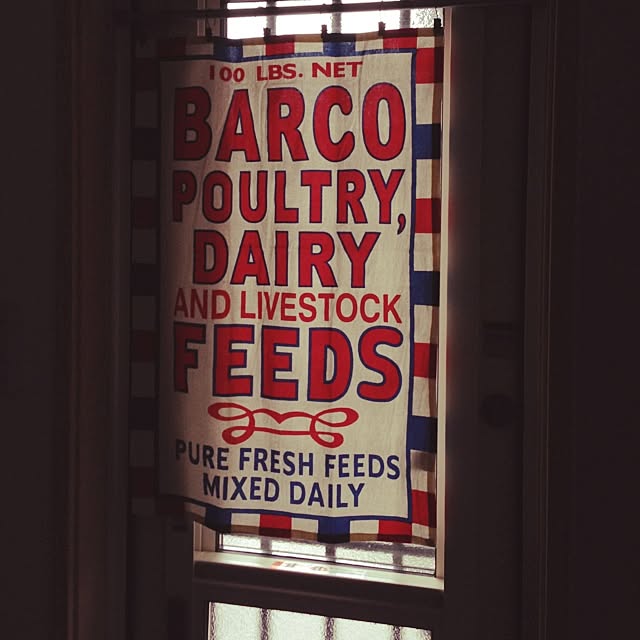 100 LBS. NET
BARCO
POULTRY,
DAIRY
AND LIVESTOCK
FEEDS
PURE FRESH FEEDS
MIXED DAILY